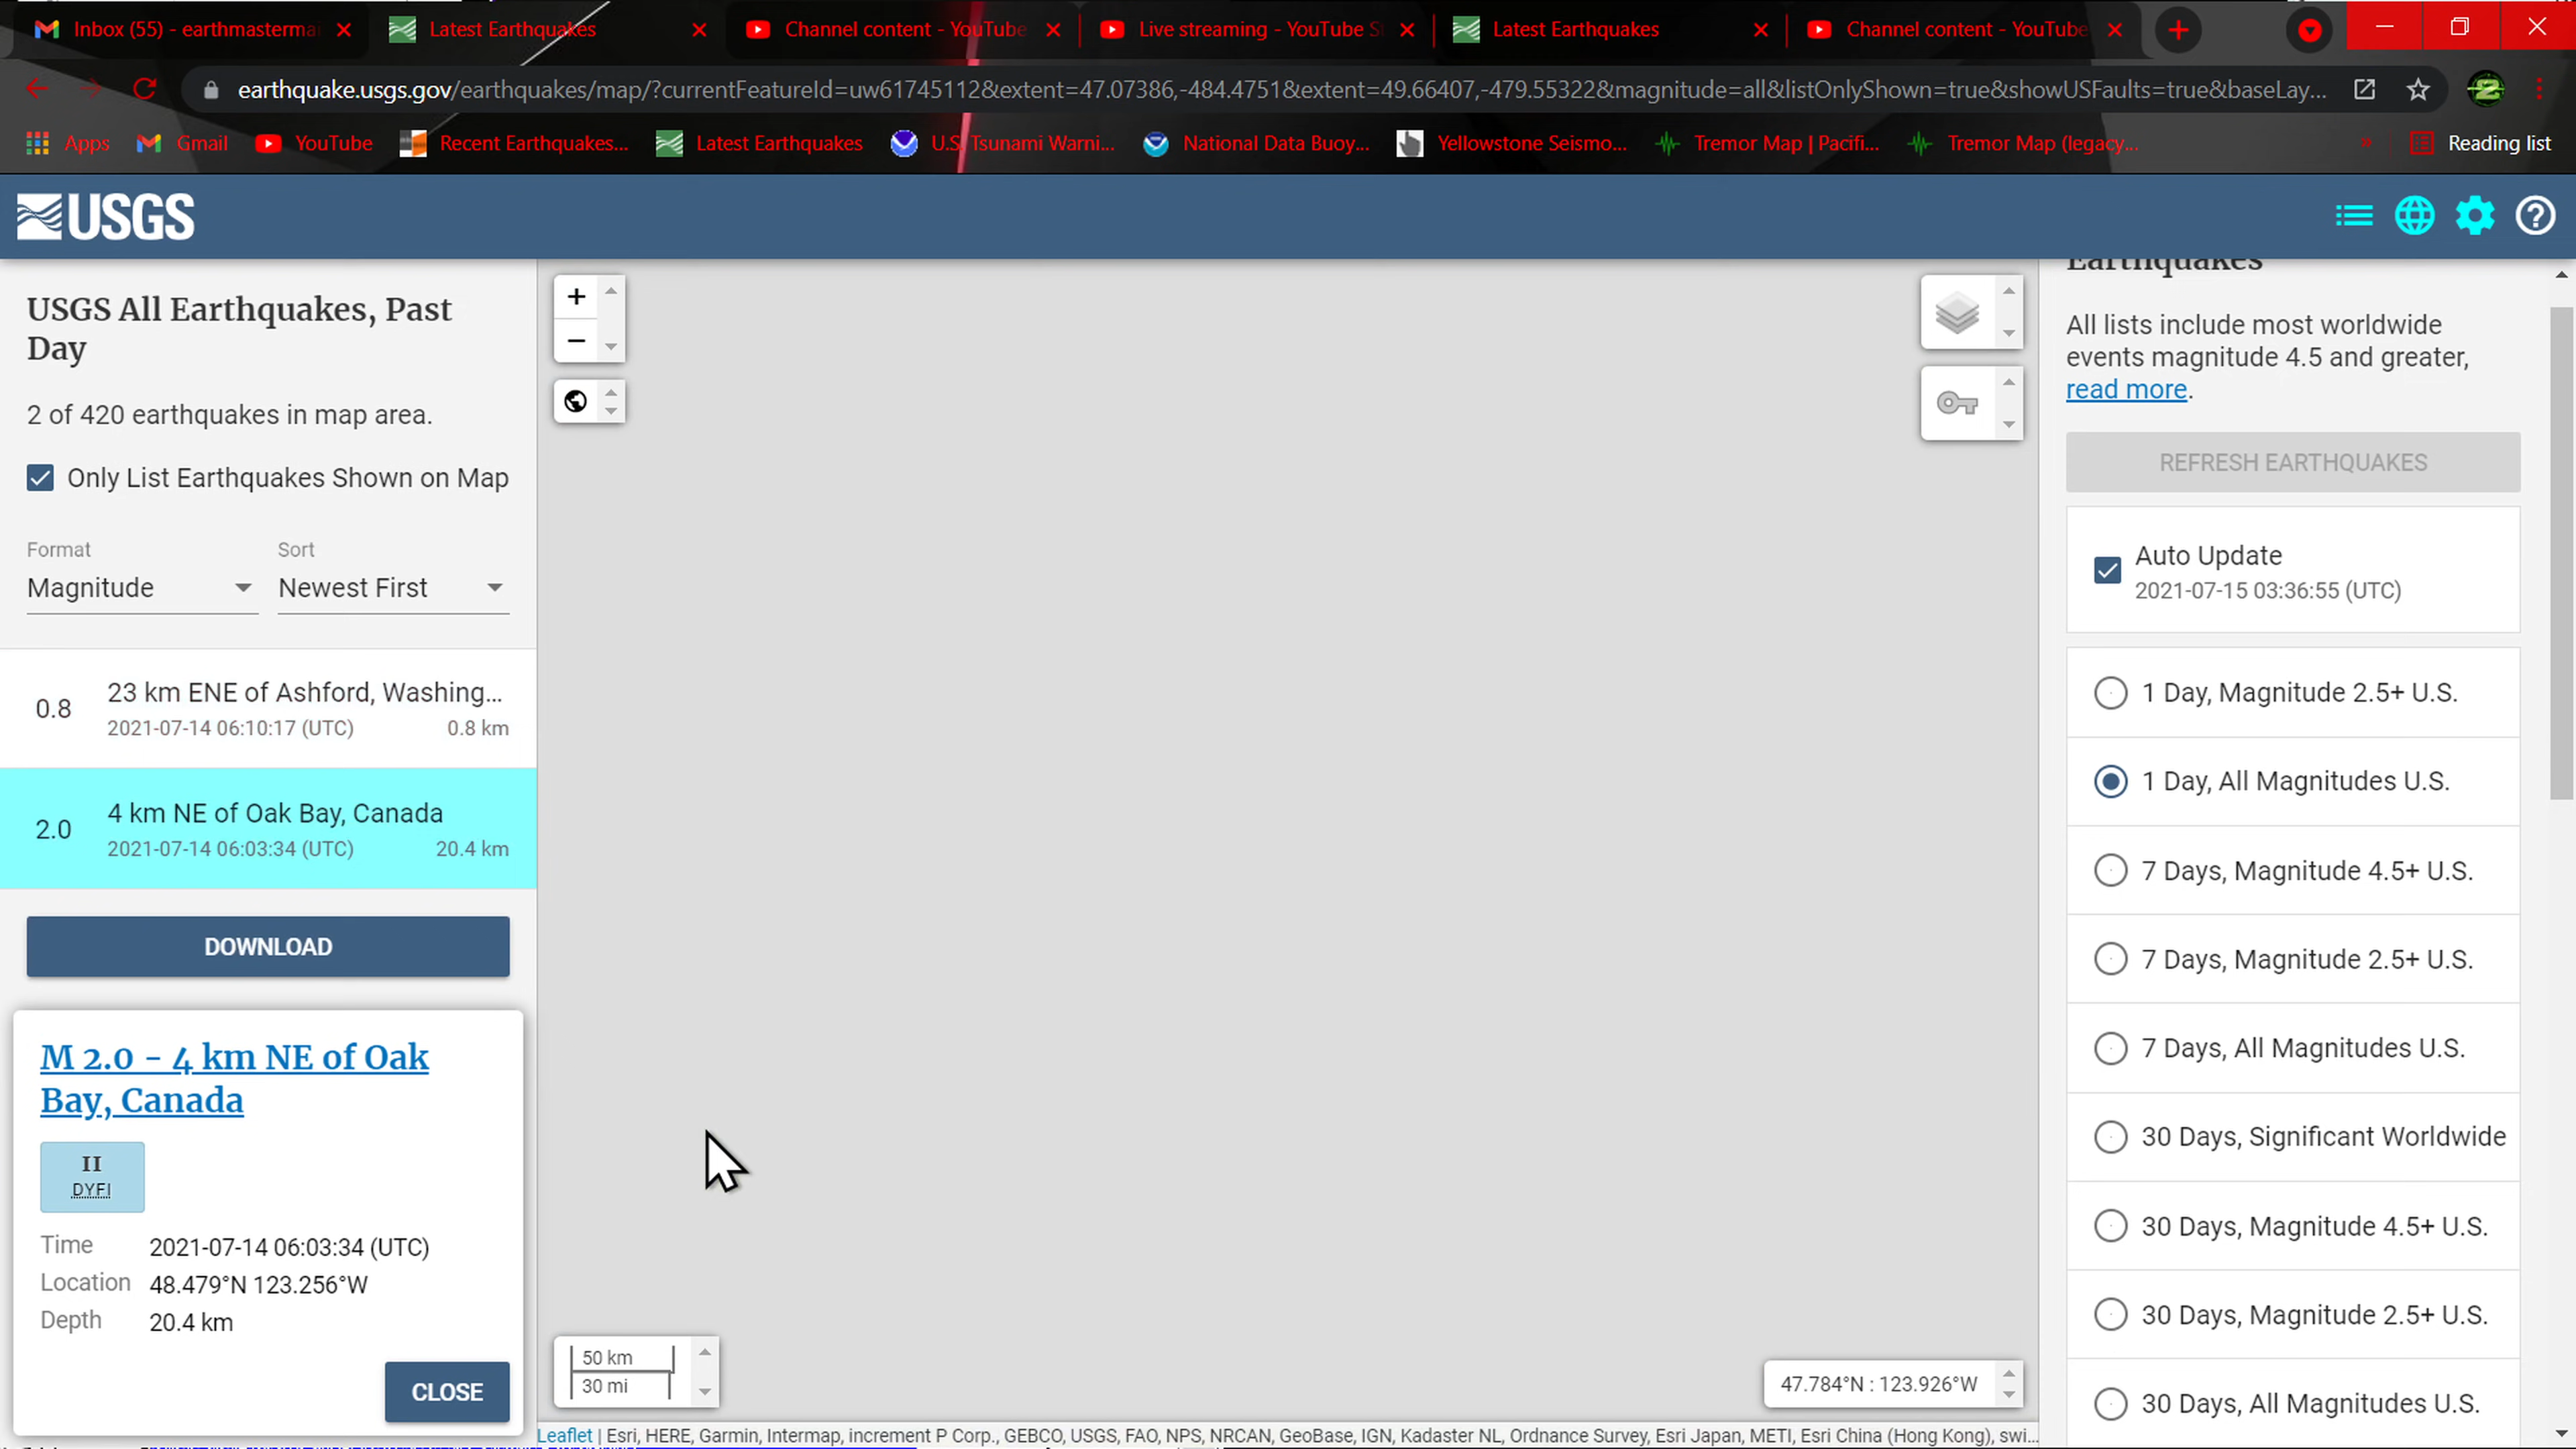 Inbox (55) - earthmasterma
Latest Earthquakes
Channel content - YouTube
Live streaming - YouTube S
Latest Earthquakes
Channel content - YouTube
earthquake.usgs.gov/earthquakes/map/?currentFeatureId=uw61745112&extent=47.07386,-484.4751&extent=49.66407,-479.55322&magnitude=all&listOnlyShown=true&showUSFaults=true&baseLay...
Apps
Gmail
YouTube
Recent Earthquakes...
Latest Earthquakes
U.S. Tsunami Warni...
National Data Buoy...
Yellowstone Seismo...
Tremor Map | Pacifi...
Tremor Map (legacy...
Reading list
USGS
USGS All Earthquakes, Past
Day
2 of 420 earthquakes in map area.
Only List Earthquakes Shown on Map
Format
Sort
Magnitude
Newest First
0.8
23 km ENE of Ashford, Washing...
2021-07-14 06:10:17 (UTC)
0.8 km
2.0
4 km NE of Oak Bay, Canada
2021-07-14 06:03:34 (UTC)
20.4 km
DOWNLOAD
M 2.0 - 4 km NE of Oak
Bay, Canada
II
DYFI
Time 2021-07-14 06:03:34 (UTC)
Location 48.479°N 123.256°W
Depth 20.4 km
CLOSE
50 km
30 mi
47.784°N : 123.926°W
Leaflet | Esri, HERE, Garmin, Intermap, increment P Corp., GEBCO, USGS, FAO, NPS, NRCAN, GeoBase, IGN, Kadaster NL, Ordnance Survey, Esri Japan, METI, Esri China (Hong Kong), swi...
Earthquakes
All lists include most worldwide
events magnitude 4.5 and greater,
read more.
REFRESH EARTHQUAKES
Auto Update
2021-07-15 03:36:55 (UTC)
1 Day, Magnitude 2.5+ U.S.
1 Day, All Magnitudes U.S.
7 Days, Magnitude 4.5+ U.S.
7 Days, Magnitude 2.5+ U.S.
7 Days, All Magnitudes U.S.
30 Days, Significant Worldwide
30 Days, Magnitude 4.5+ U.S.
30 Days, Magnitude 2.5+ U.S.
30 Days, All Magnitudes U.S.